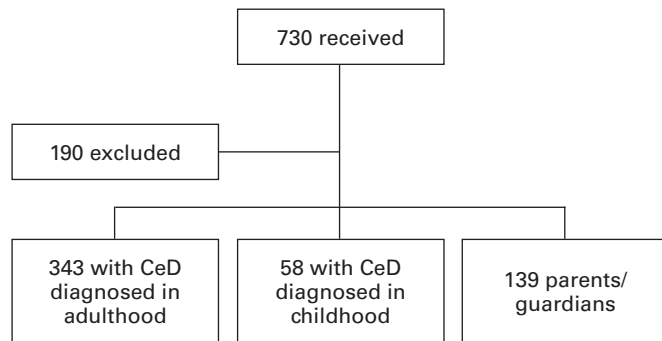 730 received
190 excluded
343 with CeD
diagnosed in
adulthood
58 with CeD
diagnosed in
childhood
139 parents/
guardians